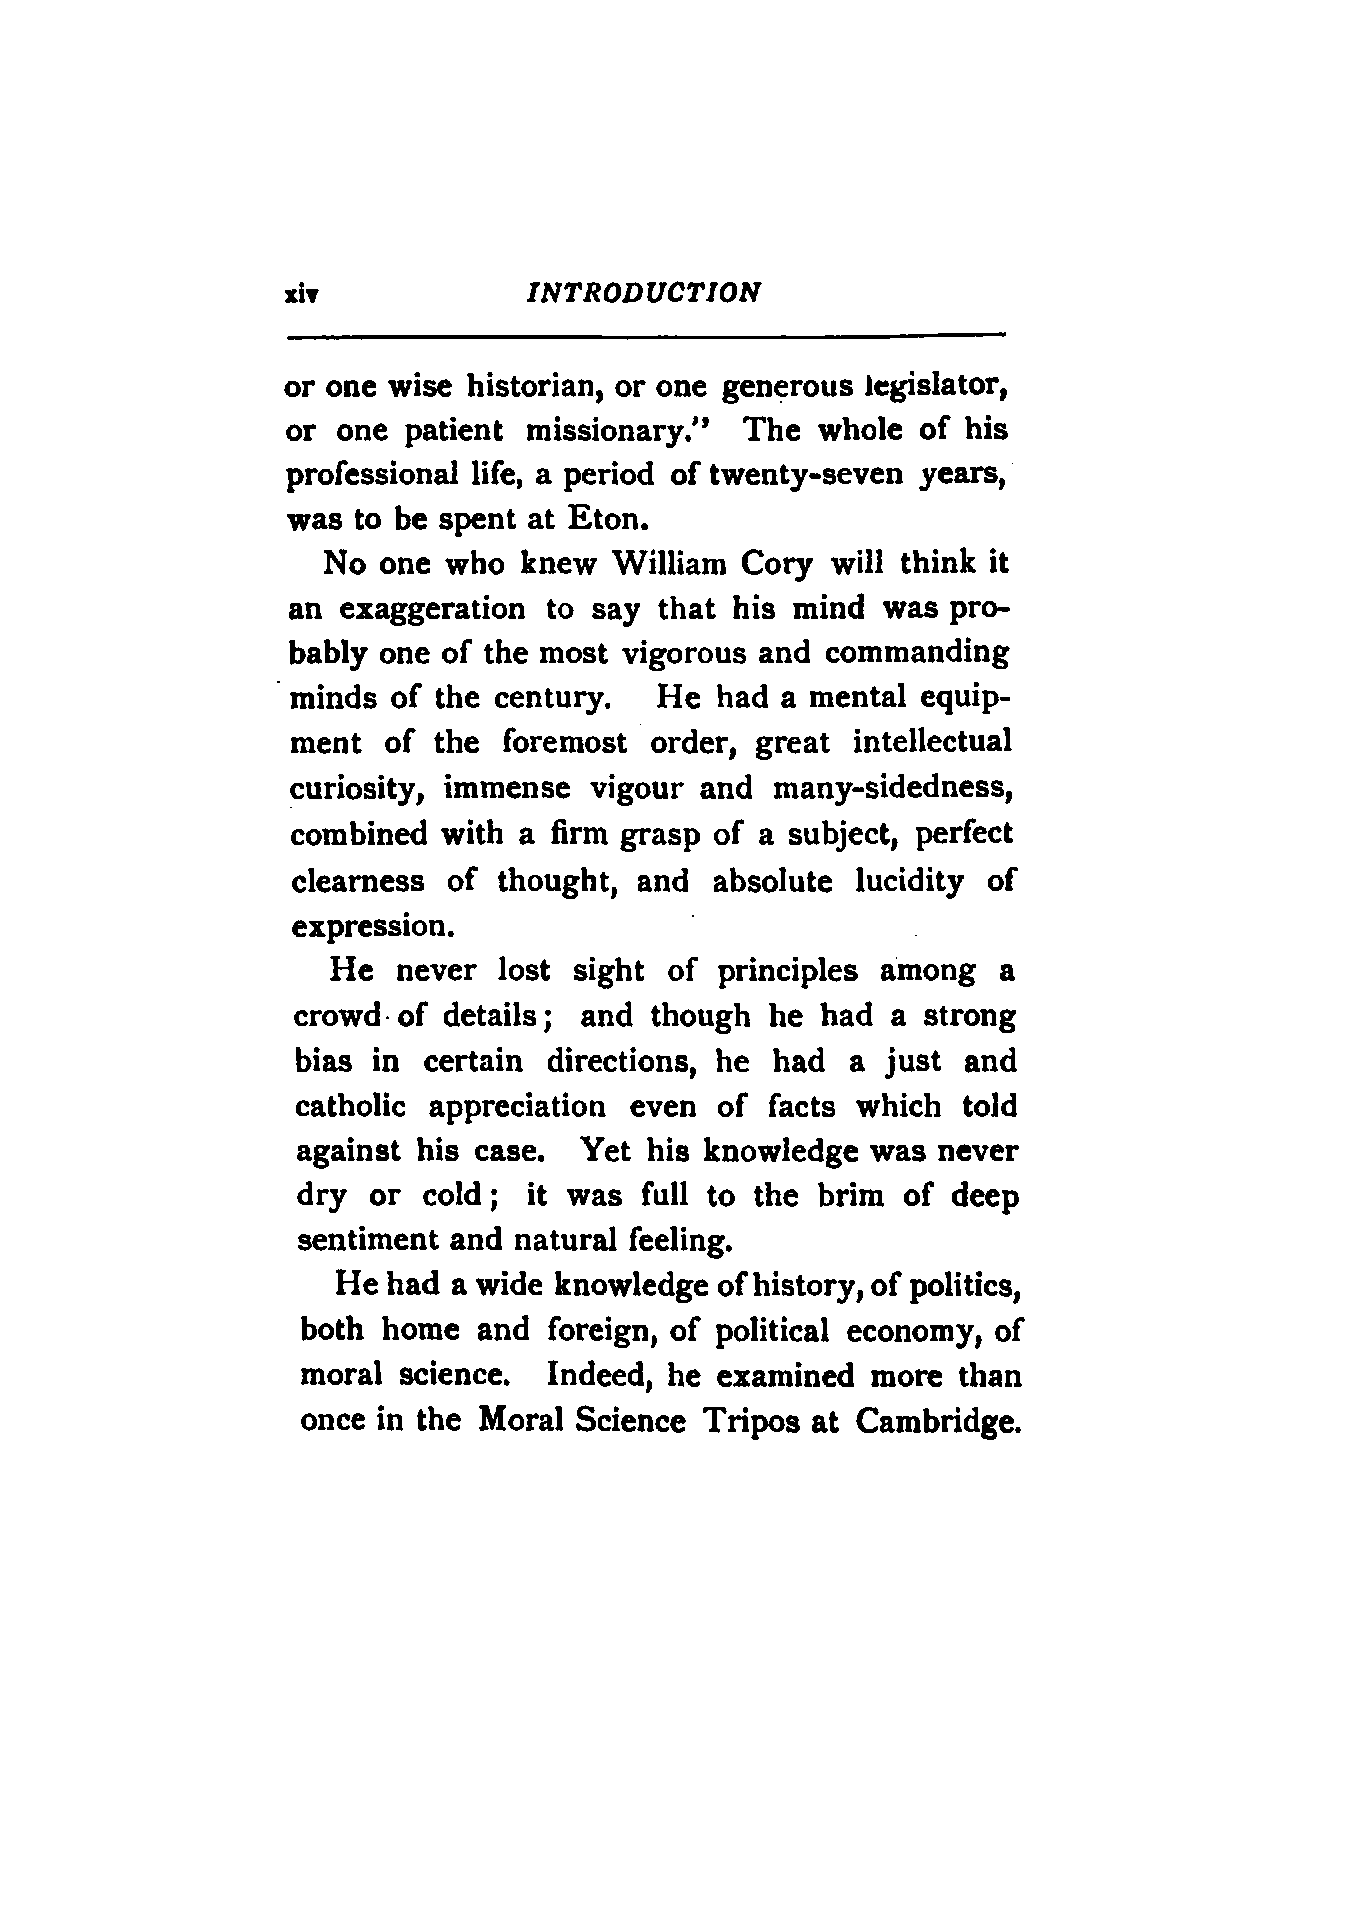 xiv INTRODUCTION
or one wise historian, or one generous legislator,
or one patient missionary." The whole of his
professional life, a period of twenty-seven years,
was to be spent at Eton.
No one who knew William Cory will think it
an exaggeration to say that his mind was pro-
bably one of the most vigorous and commanding
minds of the century. He had a mental equip-
ment of the foremost order, great intellectual
curiosity, immense vigour and many-sidedness,
combined with a firm grasp of a subject, perfect
clearness of thought, and absolute lucidity of
expression.
He never lost sight of principles among a
crowd of details; and though he had a strong
bias in certain directions, he had a just and
catholic appreciation even of facts which told
against his case. Yet his knowledge was never
dry or cold; it was full to the brim of deep
sentiment and natural feeling.
He had a wide knowledge of history, of politics,
both home and foreign, of political economy, of
moral science. Indeed, he examined more than
once in the Moral Science Tripos at Cambridge.